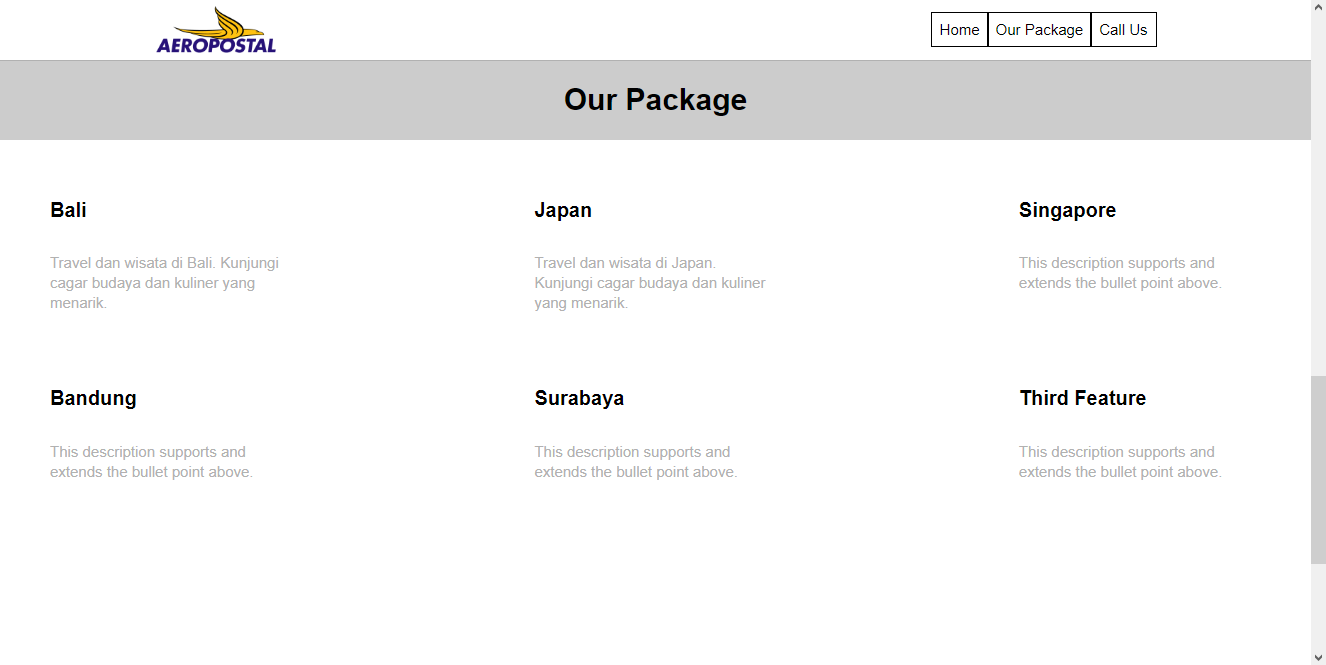 AEROPOSTAL
Home Our Package Call Us
Our Package
Bali
Travel dan wisata di Bali. Kunjungi
cagar budaya dan kuliner yang
menarik.
Japan
Travel dan wisata di Japan.
Kunjungi cagar budaya dan kuliner
yang menarik.
Singapore
This description supports and
extends the bullet point above.
Bandung
This description supports and
extends the bullet point above.
Surabaya
This description supports and
extends the bullet point above.
Third Feature
This description supports and
extends the bullet point above.